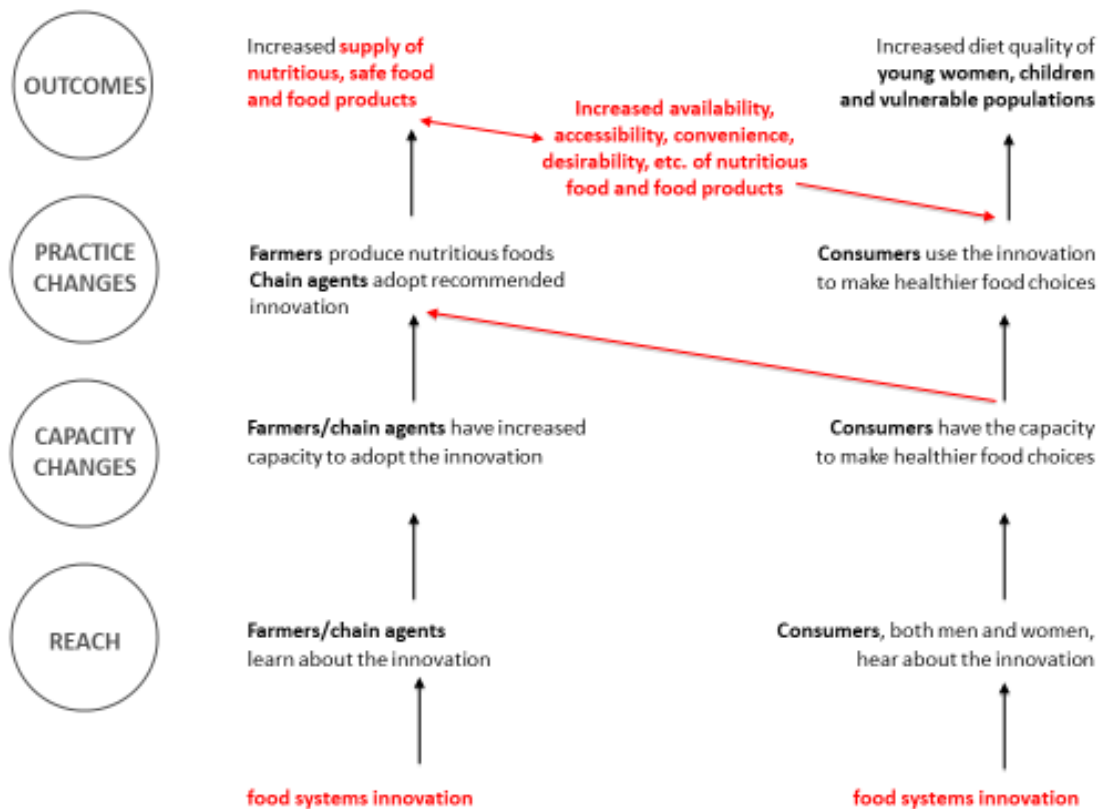 OUTCOMES
Increased supply of
nutritious, safe food
and food products
Increased availability,
accessibility, convenience,
desirability, etc. of nutritious
food and food products
Increased diet quality of
young women, children
and vulnerable populations
PRACTICE
CHANGES
Farmers produce nutritious foods
Chain agents adopt recommended
innovation
Consumers use the innovation
to make healthier food choices
CAPACITY
CHANGES
Farmers/chain agents have increased
capacity to adopt the innovation
Consumers have the capacity
to make healthier food choices
REACH
Farmers/chain agents
learn about the innovation
Consumers, both men and women,
hear about the innovation
food systems innovation
food systems innovation